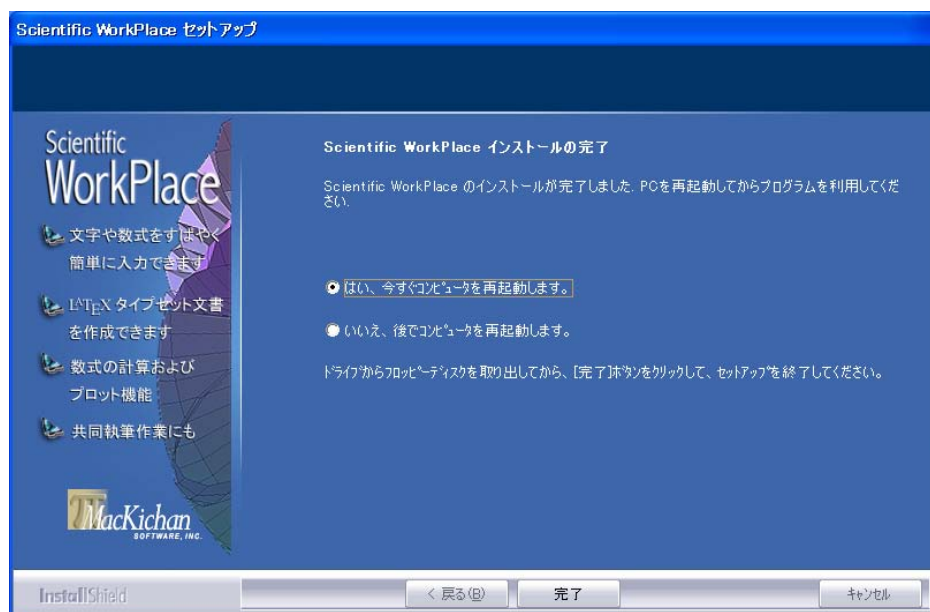 Scientific WorkPlace セットアップ
Scientific
WorkPlace
文字や数式をすばやく
簡単に入力できます
LATEX タイプセット文書
を作成できます
数式の計算および
プロット機能
共同執筆作業にも
MacKichan
SOFTWARE, INC.
Scientific WorkPlace インストールの完了
Scientific WorkPlace のインストールが完了しました. PCを再起動してからプログラムを利用してくだ
さい.
はい、今すぐコンピュータを再起動します。
いいえ、後でコンピュータを再起動します。
ドライブからフロッピーディスクを取り出してから、[完了]ボタンをクリックして、セットアップを終了してください。
InstallShield
< 戻る(B)
完了
キャンセル